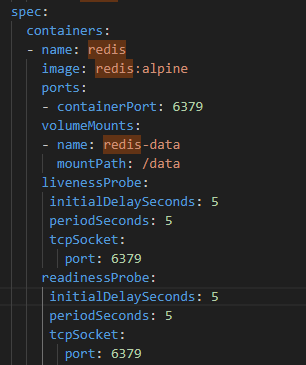 spec:
  containers:
  - name: redis
    image: redis:alpine
    ports:
    - containerPort: 6379
    volumeMounts:
    - name: redis-data
      mountPath: /data
    livenessProbe:
     initialDelaySeconds: 5
     periodSeconds: 5
     tcpSocket:
       port: 6379
    readinessProbe:
     initialDelaySeconds: 5
     periodSeconds: 5
     tcpSocket:
       port: 6379